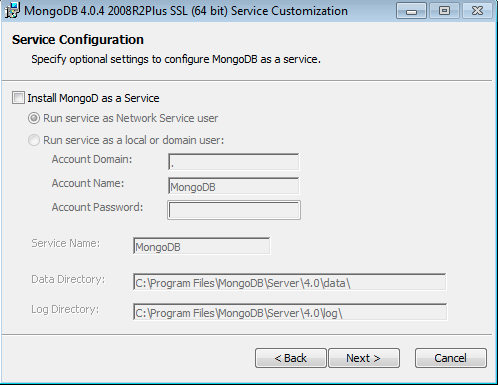 MongoDB 4.0.4 2008R2Plus SSL (64 bit) Service Customization
Service Configuration
Specify optional settings to configure MongoDB as a service.
Install MongoD as a Service
Run service as Network Service user
Run service as a local or domain user:
Account Domain: .
Account Name: MongoDB
Account Password:
Service Name: MongoDB
Data Directory: C:\Program Files\MongoDB\Server\4.0\data\
Log Directory: C:\Program Files\MongoDB\Server\4.0\log\
< Back Next > Cancel